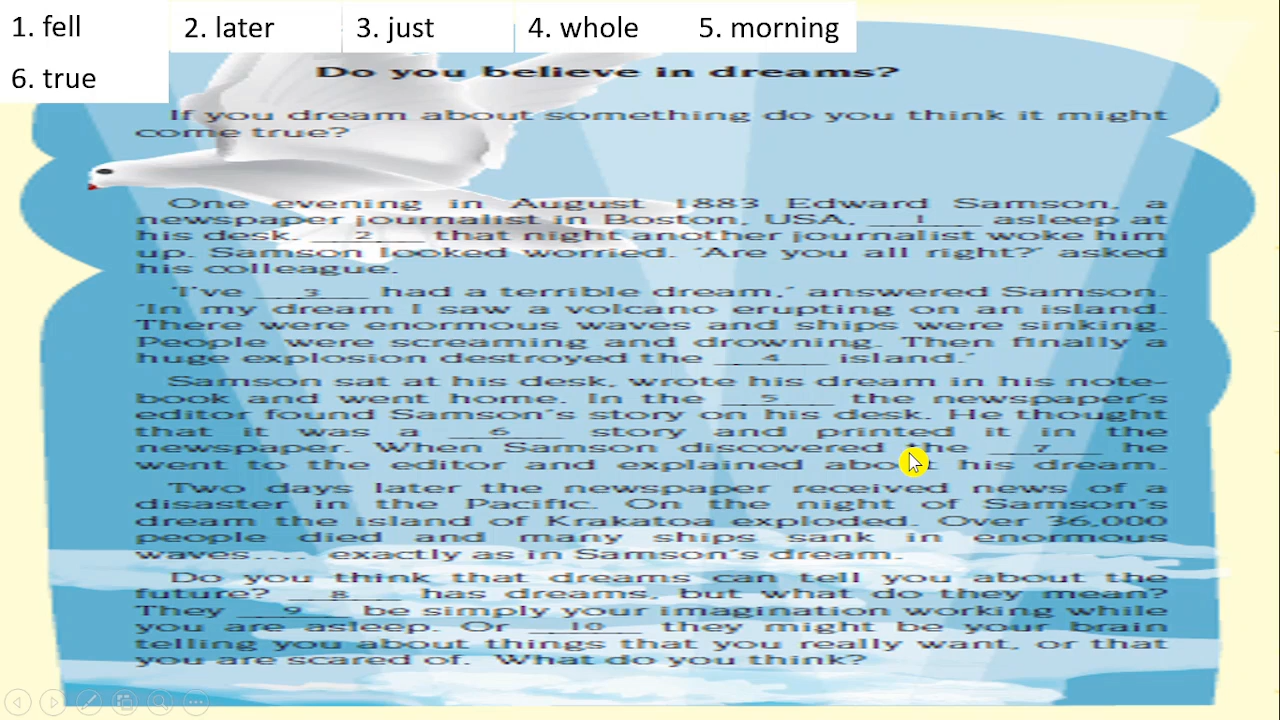 1. fell
2. later
3. just
4. whole
5. morning
6. true
Do you believe in dreams?
If you dream about something do you think it might
come true?
One evening in August 1883 Edward Samson, a
newspaper journalist in Boston, USA, ___1___ asleep at
his desk. ___2___ that night another journalist woke him
up. Samson looked worried. 'Are you all right?' asked
his colleague.
'I've ___3___ had a terrible dream,' answered Samson.
'In my dream I saw a volcano erupting on an island.
There were enormous waves and ships were sinking.
People were screaming and drowning. Then finally a
huge explosion destroyed the ___4___ island.'
Samson sat at his desk, wrote his dream in his note-
book and went home. In the ___5___ the newspaper's
editor found Samson's story on his desk. He thought
that it was a ___6___ story and printed it in the
newspaper. When Samson discovered the ___7___ he
went to the editor and explained about his dream.
Two days later the newspaper received news of a
disaster in the Pacific. On the night of Samson's
dream the island of Krakatoa exploded. Over 36,000
people died and many ships sank in enormous
waves.... exactly as in Samson's dream.
Do you think that dreams can tell you about the
future? ___8___ has dreams, but what do they mean?
They ___9___ be simply your imagination working while
you are asleep. Or ___10___ they might be your brain
telling you about things that you really want, or that
you are scared of. What do you think?